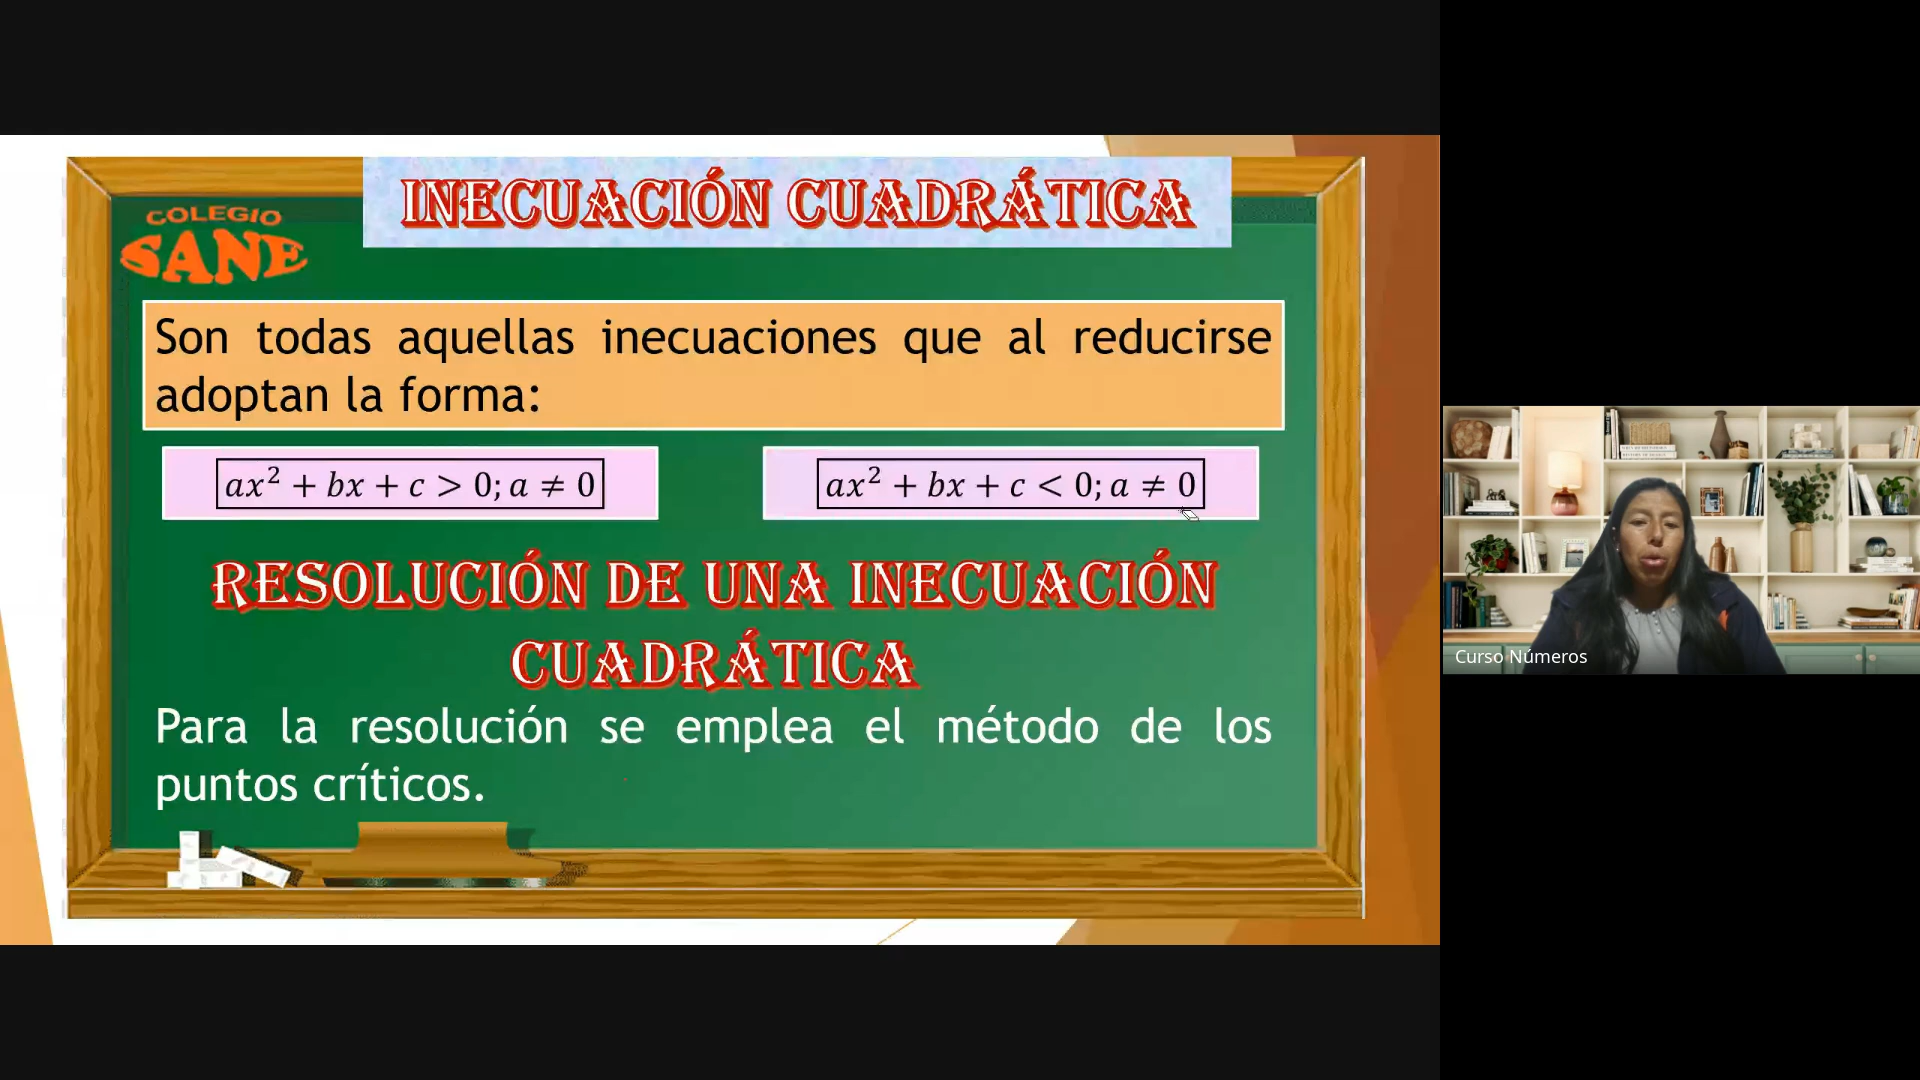 INECUACIÓN CUADRÁTICA
COLEGIO
SANE
Son todas aquellas inecuaciones que al reducirse
adoptan la forma:
ax² + bx + c > 0; a ≠ 0
ax² + bx + c < 0; a ≠ 0
RESOLUCIÓN DE UNA INECUACIÓN
CUADRÁTICA
Para la resolución se emplea el método de los
puntos críticos.
Curso Números